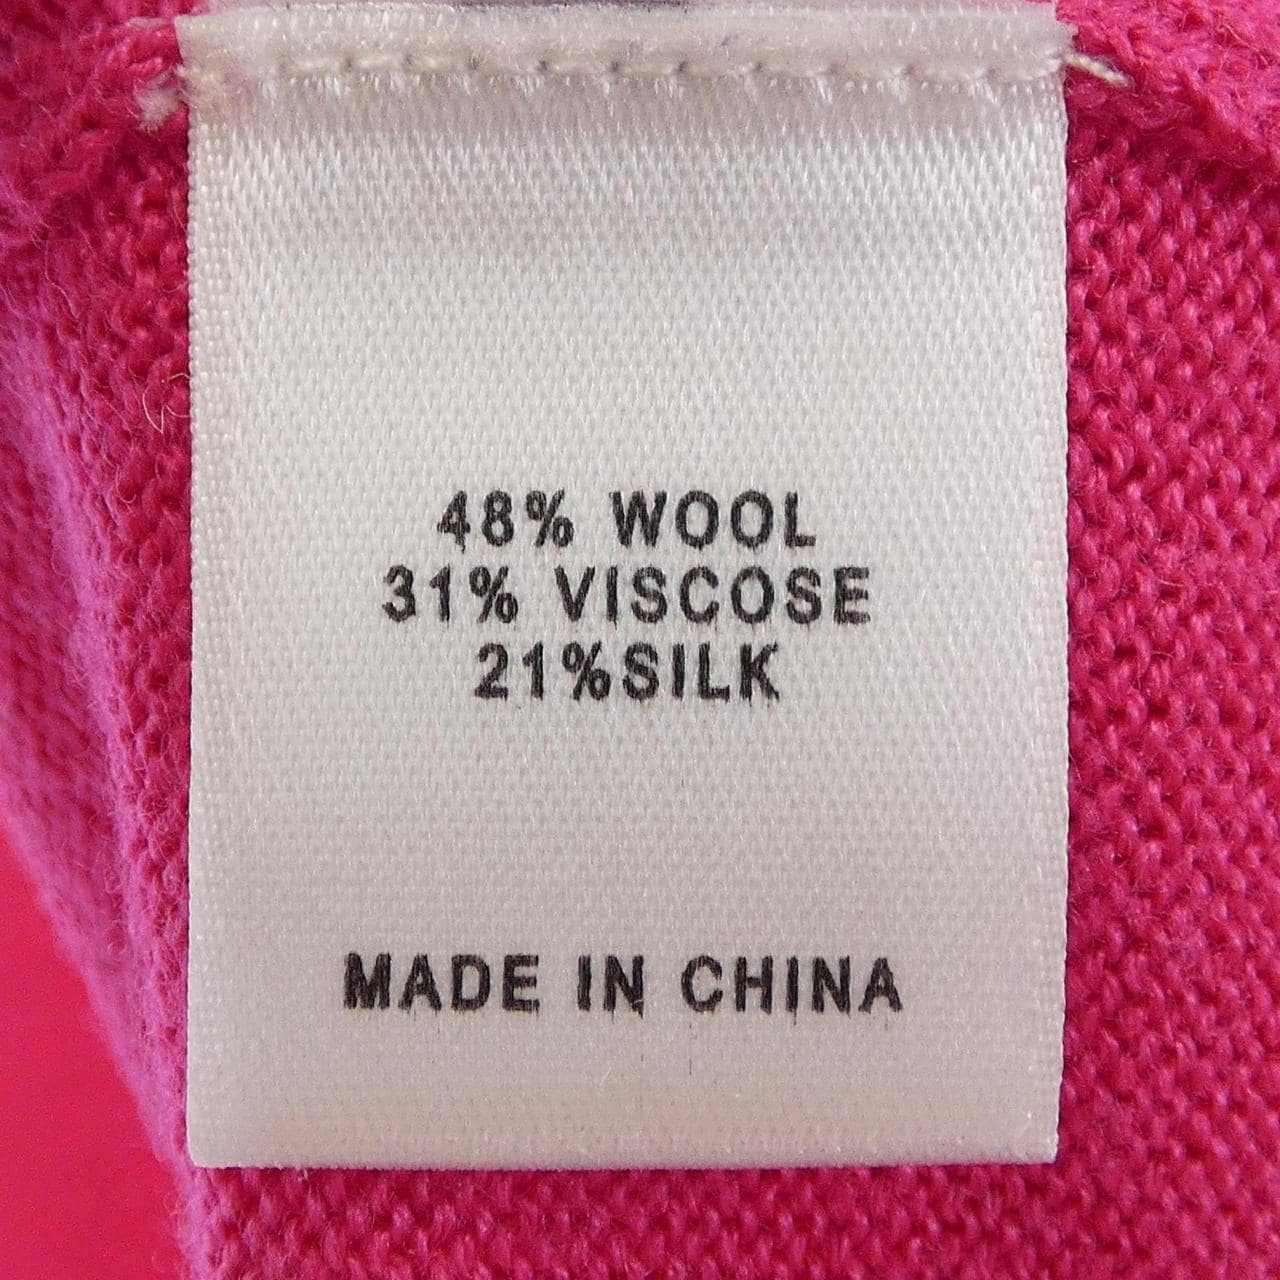 48% WOOL
31% VISCOSE
21%SILK
MADE IN CHINA